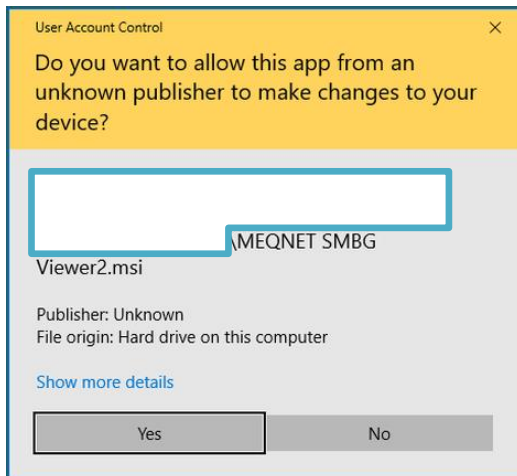 User Account Control
Do you want to allow this app from an
unknown publisher to make changes to your
device?
\MEQNET SMBG
Viewer2.msi
Publisher: Unknown
File origin: Hard drive on this computer
Show more details
Yes
No